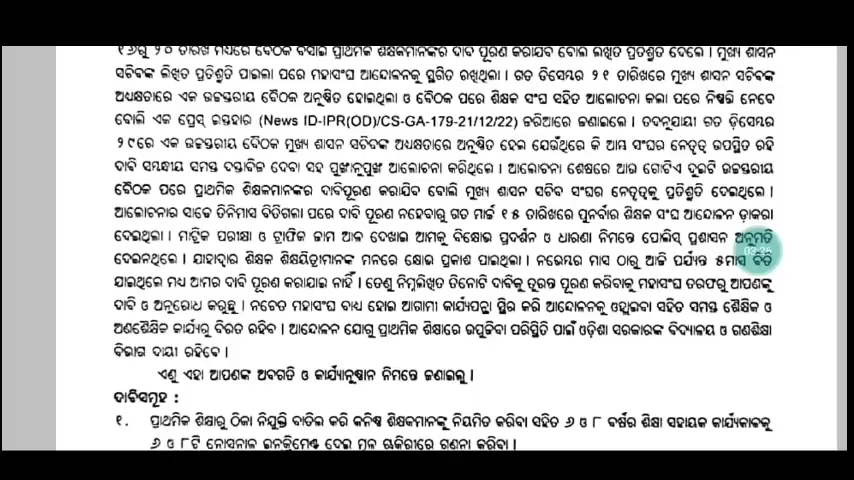 ୧୬ରୁ ୨୦ ତାରିଖ ମଧ୍ୟରେ ବୈଠକ ବସାଇ ପ୍ରାଥମିକ ଶିକ୍ଷକମାନଙ୍କର ଦାବି ପୂରଣ କରାଯିବ ବୋଲି ଲିଖିତ ପ୍ରତିଶୃତି ଦେଲେ । ମୁଖ୍ୟ ଶାସନ
ସଚିବଙ୍କ ଲିଖିତ ପ୍ରତିଶୃତି ପାଇଲା ପରେ ମହାସଂଘ ଆନ୍ଦୋଳନକୁ ସ୍ଥଗିତ ରଖିଥିଲା । ଗତ ଡିସେମ୍ବର ୨୧ ତାରିଖରେ ମୁଖ୍ୟ ଶାସନ ସଚିବଙ୍କ
ଅଧ୍ୟକ୍ଷତାରେ ଏକ ଉଚ୍ଚସ୍ତରୀୟ ବୈଠକ ଅନୁଷ୍ଠିତ ହୋଇଥିଲା ଓ ବୈଠକ ପରେ ଶିକ୍ଷକ ସଂଘ ସହିତ ଆଲୋଚନା କଲା ପରେ ନିଷ୍ପତ୍ତି ନେବେ
ବୋଲି ଏକ ପ୍ରେସ୍ ଇସ୍ତାହାର (News ID-IPR(OD)/CS-GA-179-21/12/22) ଜରିଆରେ ଜଣାଇଲେ । ତଦନୁଯାୟୀ ଗତ ଡ଼ିସେମ୍ବର
୨୯ରେ ଏକ ଉଚ୍ଚସ୍ତରୀୟ ବୈଠକ ମୁଖ୍ୟ ଶାସନ ସଚିବଙ୍କ ଅଧ୍ୟକ୍ଷତାରେ ଅନୁଷ୍ଠିତ ହେଲା ଯେଉଁଥିରେ କି ଆମ ସଂଘର ନେତୃତ୍ୱ ଉପସ୍ଥିତ ରହି
ଦାବି ସମ୍ବନ୍ଧୀୟ ସମସ୍ତ ଦସ୍ତାବିଜ ଦେବା ସହ ପୁଙ୍ଖାନୁପୁଙ୍ଖ ଆଲୋଚନା କରିଥିଲେ । ଆଲୋଚନା ଶେଷରେ ଆଉ ଗୋଟିଏ ଦୁଇଟି ଉଚ୍ଚସ୍ତରୀୟ
ବୈଠକ ପରେ ପ୍ରାଥମିକ ଶିକ୍ଷକମାନଙ୍କର ଦାବିପୂରଣ କରାଯିବ ବୋଲି ମୁଖ୍ୟ ଶାସନ ସଚିବ ସଂଘର ନେତୃତ୍ୱକୁ ପ୍ରତିଶୃତି ଦେଇଥିଲେ ।
ଆଲୋଚନାର ସାଢେ ତିନିମାସ ବିତିଗଲା ପରେ ଦାବି ପୂରଣ ନହେବାରୁ ଗତ ମାର୍ଚ୍ଚ ୧୫ ତାରିଖରେ ପୁନର୍ବାର ଶିକ୍ଷକ ସଂଘ ଆନ୍ଦୋଳନ ଡ଼ାକରା
ଦେଇଥିଲା । ମାଟ୍ରିକ ପରୀକ୍ଷା ଓ ଟ୍ରାଫିକ ଜାମ ଆଳ ଦେଖାଇ ଆମକୁ ବିକ୍ଷୋଭ ପ୍ରଦର୍ଶନ ଓ ଧାରଣା ନିମନ୍ତେ ପୋଲିସ୍ ପ୍ରଶାସନ ଅନୁମତି
ଦେଇନଥିଲେ । ଯାହାଦ୍ୱାରା ଶିକ୍ଷକ ଶିକ୍ଷୟିତ୍ରୀମାନଙ୍କ ମନରେ କ୍ଷୋଭ ପ୍ରକାଶ ପାଇଥିଲା । ନଭେମ୍ବର ମାସ ଠାରୁ ଆଜି ପର୍ଯ୍ୟନ୍ତ ୫ମାସ ବିତି
ଯାଇଥିଲେ ମଧ୍ୟ ଆମର ଦାବି ପୂରଣ କରାଯାଇ ନାହିଁ । ତେଣୁ ନିମ୍ନଲିଖିତ ତିନୋଟି ଦାବିକୁ ତୁରନ୍ତ ପୂରଣ କରିବାକୁ ମହାସଂଘ ତରଫରୁ ଆପଣଙ୍କୁ
ଦାବି ଓ ଅନୁରୋଧ କରୁଛୁ । ନଚେତ ମହାସଂଘ ବାଧ୍ୟ ହୋଇ ଆଗାମୀ କାର୍ଯ୍ୟପନ୍ଥା ସ୍ଥିର କରି ଆନ୍ଦୋଳନକୁ ଓହ୍ଲାଇବା ସହିତ ସମସ୍ତ ଶୈକ୍ଷିକ ଓ
ଅଣଶୈକ୍ଷିକ କାର୍ଯ୍ୟରୁ ବିରତ ରହିବ । ଆନ୍ଦୋଳନ ଯୋଗୁ ପ୍ରାଥମିକ ଶିକ୍ଷାରେ ଉପୁଜିବା ପରିସ୍ଥିତି ପାଇଁ ଓଡ଼ିଶା ସରକାରଙ୍କ ବିଦ୍ୟାଳୟ ଓ ଗଣଶିକ୍ଷା
ବିଭାଗ ଦାୟୀ ରହିବେ ।
ଏଣୁ ଏହା ଆପଣଙ୍କ ଅବଗତି ଓ କାର୍ଯ୍ୟାନୁଷ୍ଠାନ ନିମନ୍ତେ ଜଣାଇଲୁ ।
ଦାବିସମୂହ :
୧. ପ୍ରାଥମିକ ଶିକ୍ଷାରୁ ଠିକା ନିଯୁକ୍ତି ବାତିଲ କରି କନିଷ୍ଠ ଶିକ୍ଷକମାନଙ୍କୁ ନିୟମିତ କରିବା ସହିତ ୬ ଓ ୮ ବର୍ଷର ଶିକ୍ଷା ସହାୟକ କାର୍ଯ୍ୟକାଳକୁ
୬ ଓ ୮ଟି ନୋସନାଲ ଇନକ୍ରିମେଣ୍ଟ ଦେଇ ମୂଳ ଚାକିରୀରେ ଗଣନା କରିବା ।